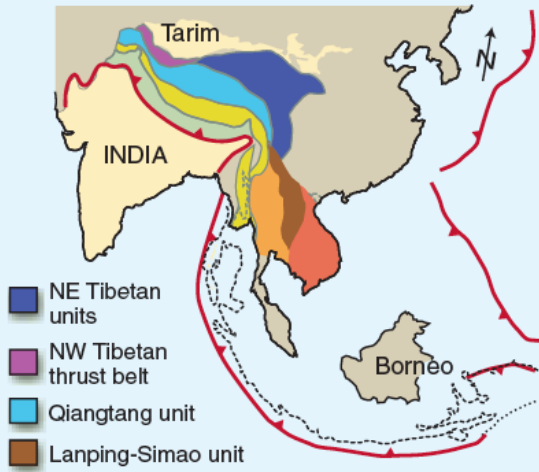 Tarim
N
INDIA
NE Tibetan
units
NW Tibetan
thrust belt
Borneo
Qiangtang unit
Lanping-Simao unit